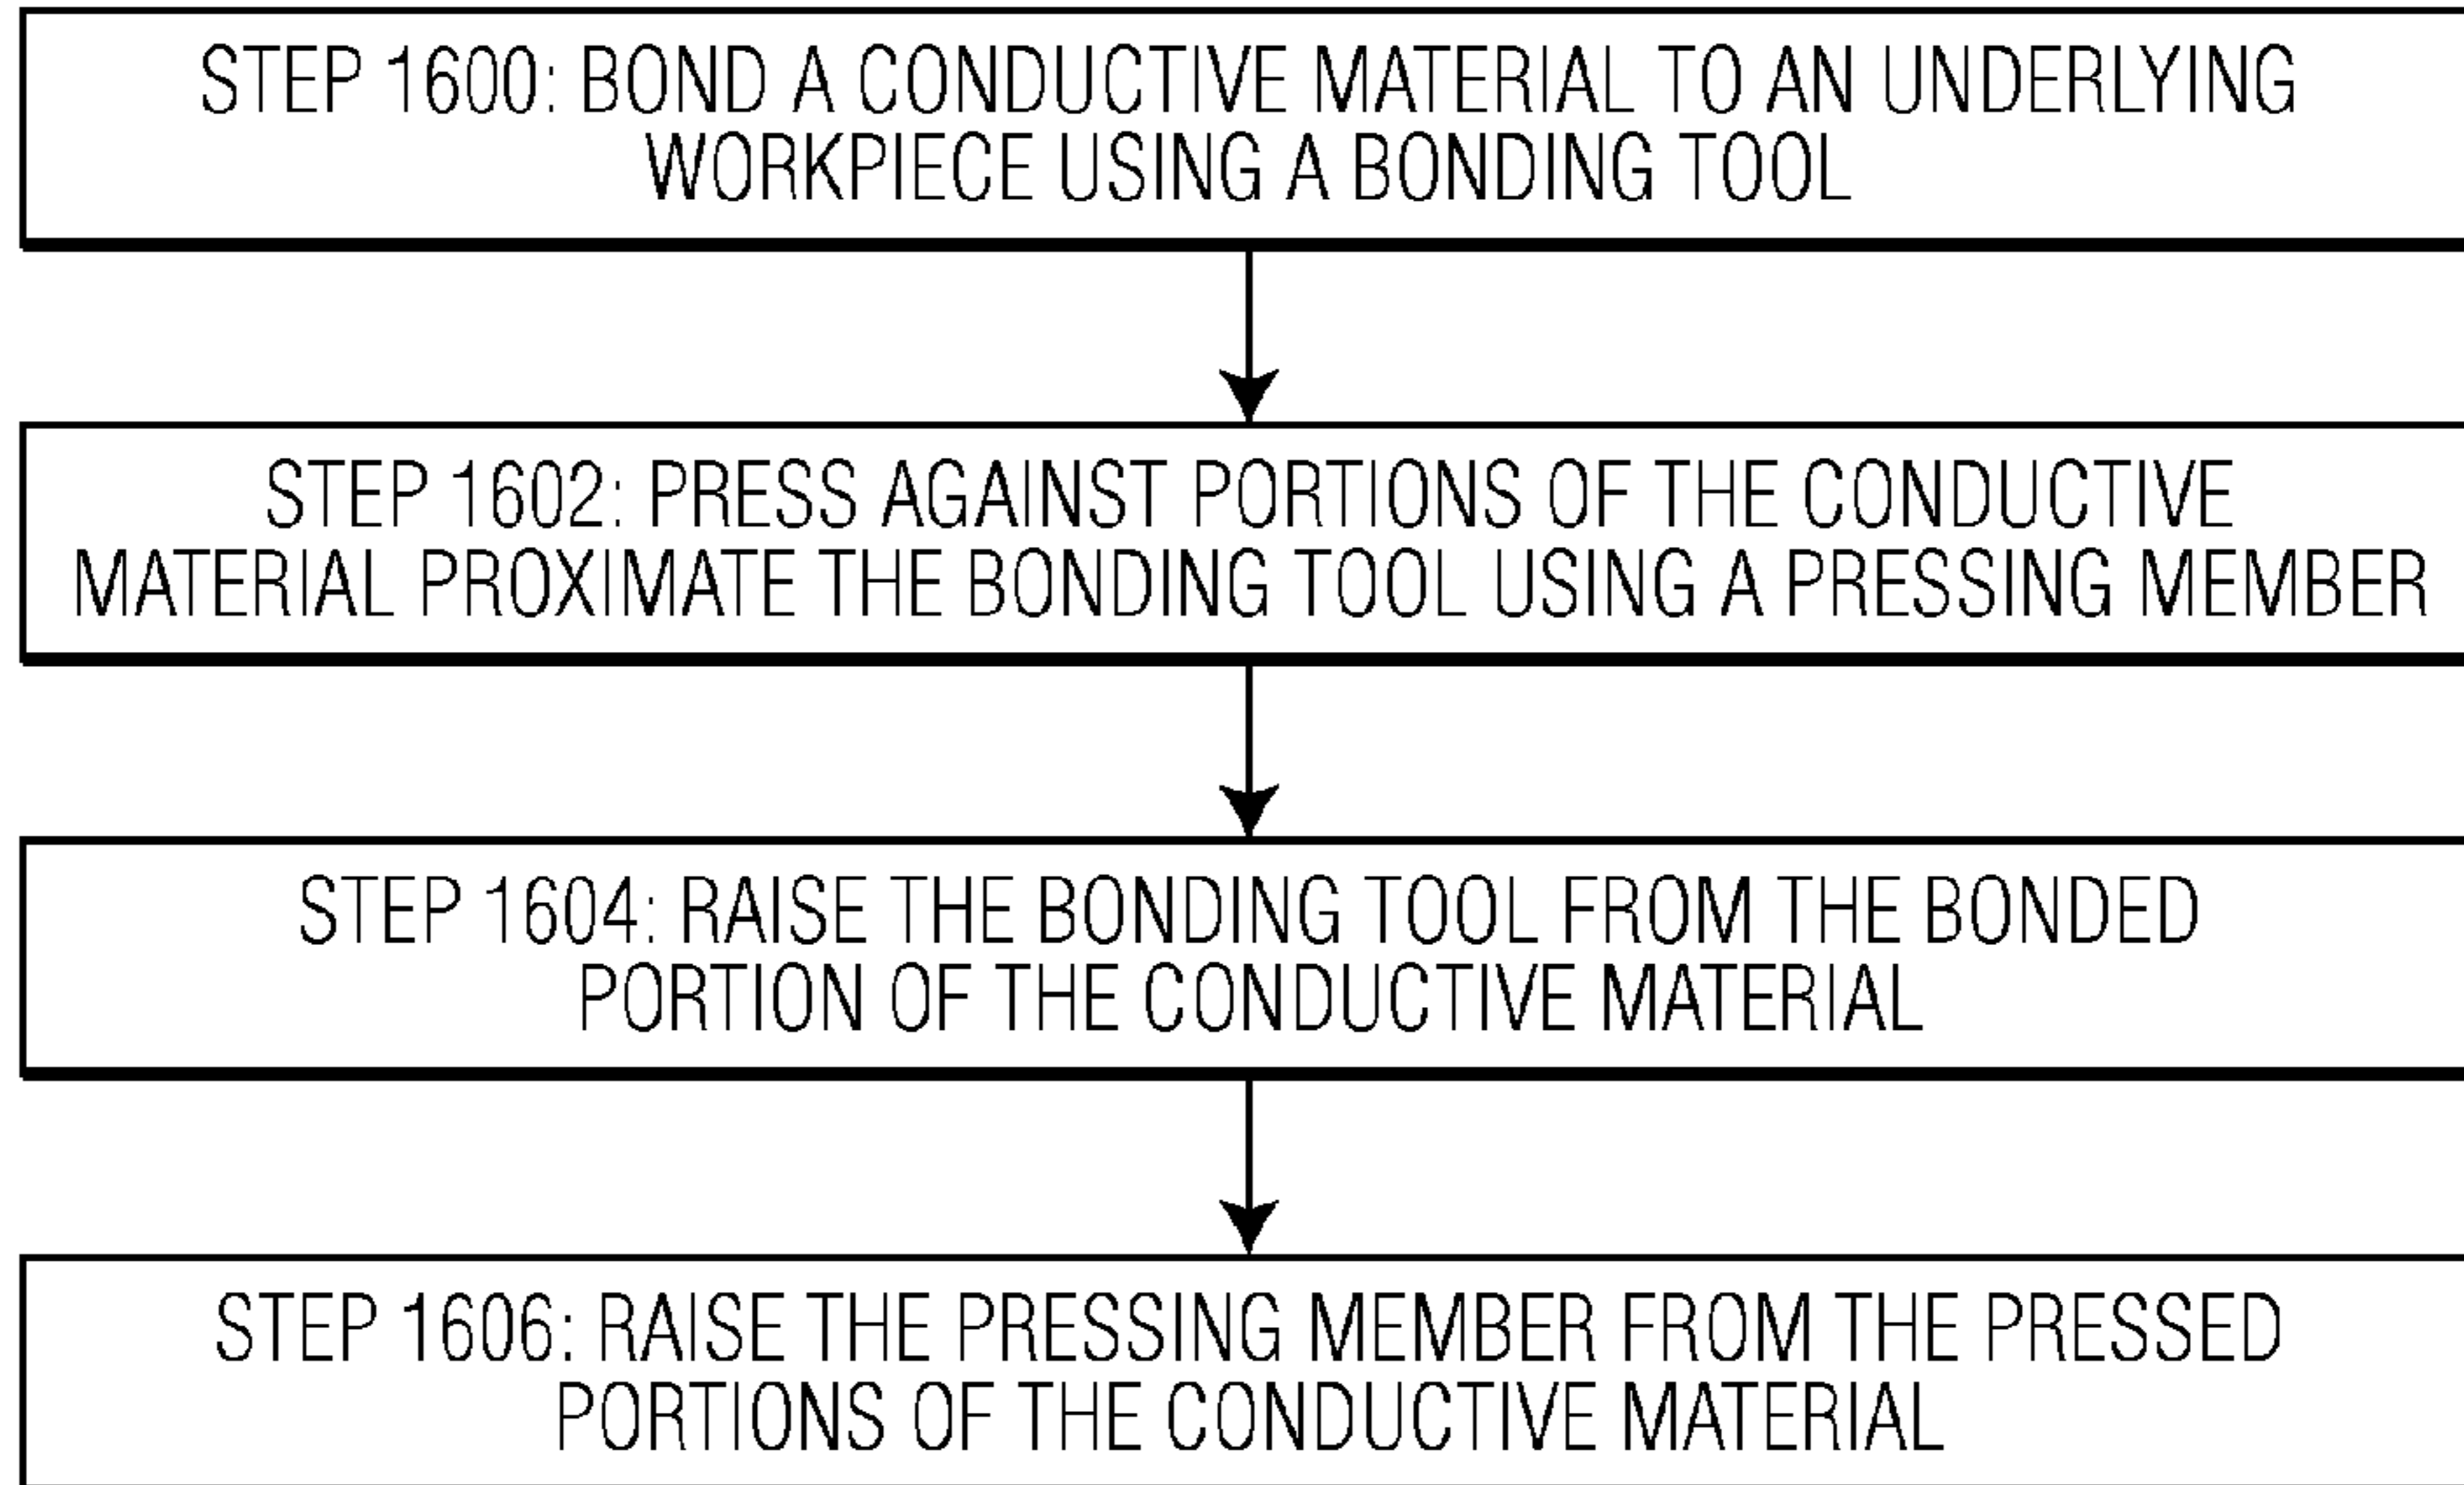 STEP 1600: BOND A CONDUCTIVE MATERIAL TO AN UNDERLYING
WORKPIECE USING A BONDING TOOL
STEP 1602: PRESS AGAINST PORTIONS OF THE CONDUCTIVE
MATERIAL PROXIMATE THE BONDING TOOL USING A PRESSING MEMBER
STEP 1604: RAISE THE BONDING TOOL FROM THE BONDED
PORTION OF THE CONDUCTIVE MATERIAL
STEP 1606: RAISE THE PRESSING MEMBER FROM THE PRESSED
PORTIONS OF THE CONDUCTIVE MATERIAL